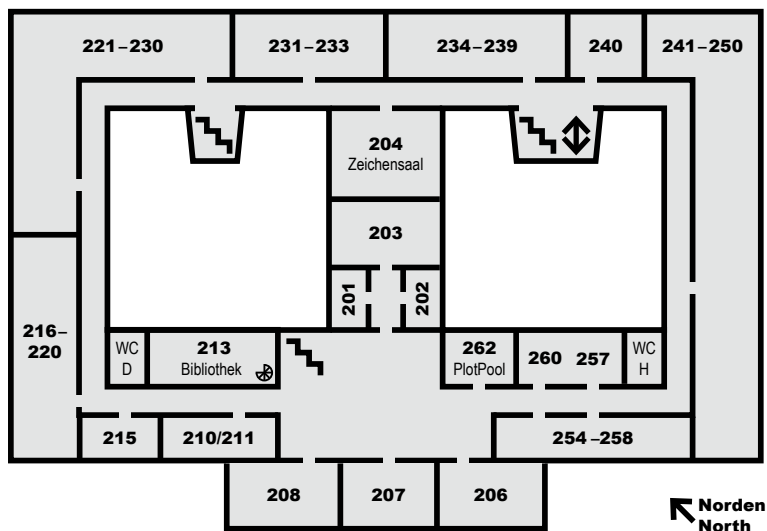 221–230
231–233
234–239
240
241–250
204
Zeichensaal
203
201
202
216–
220
WC
D
213
Bibliothek
262
PlotPool
260 257
WC
H
215
210/211
254–258
208
207
206
Norden
North